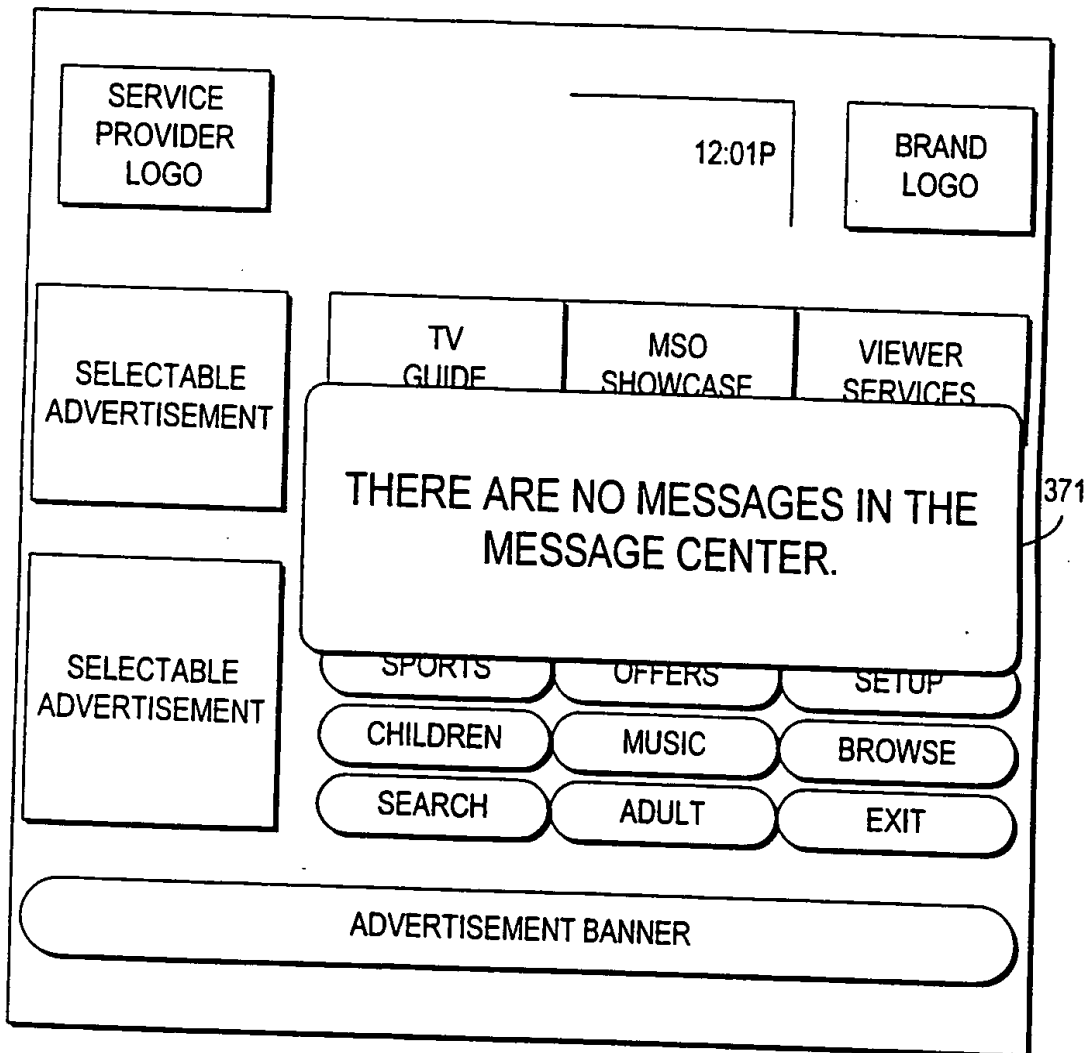 SERVICE
PROVIDER
LOGO
12:01P
BRAND
LOGO
SELECTABLE
ADVERTISEMENT
TV
GUIDE
MSO
SHOWCASE
VIEWER
SERVICES
THERE ARE NO MESSAGES IN THE
MESSAGE CENTER.
371
SELECTABLE
ADVERTISEMENT
SPORTS
OFFERS
SETUP
CHILDREN
MUSIC
BROWSE
SEARCH
ADULT
EXIT
ADVERTISEMENT BANNER